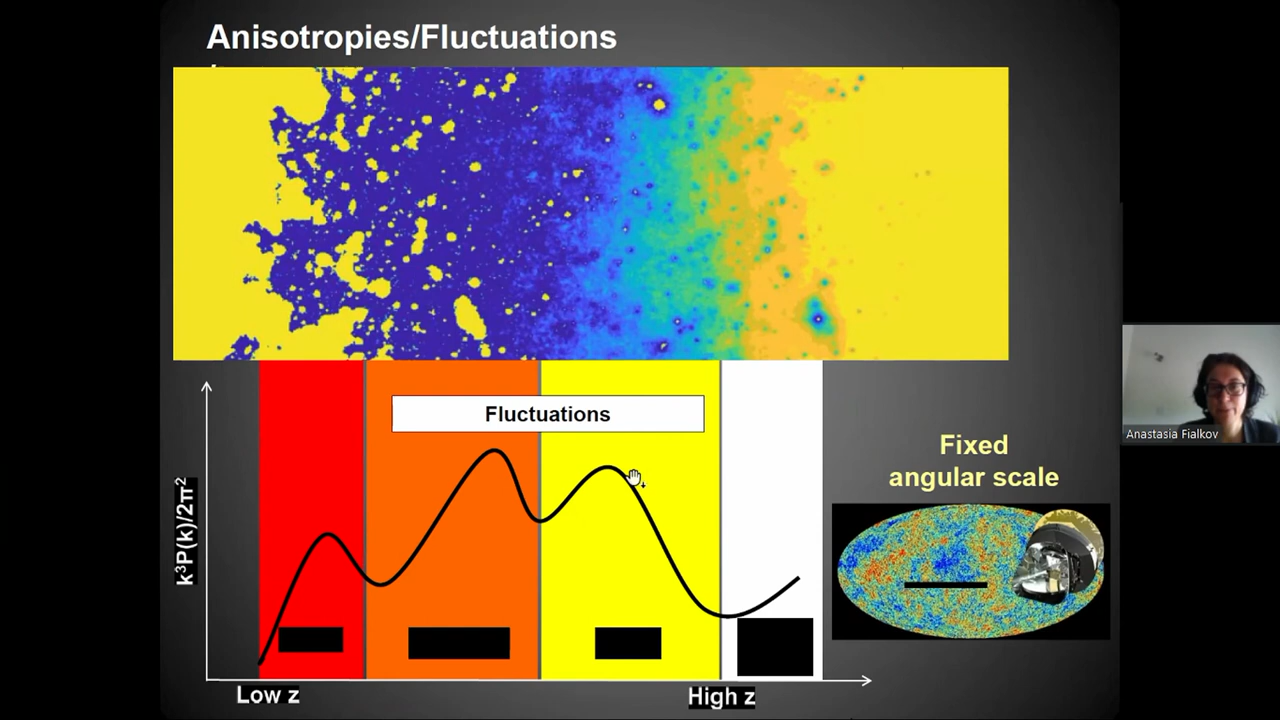 Anisotropies/Fluctuations
Fluctuations
Fixed
angular scale
k³P(k)/2π²
Low z
High z
Anastasia Fialkov